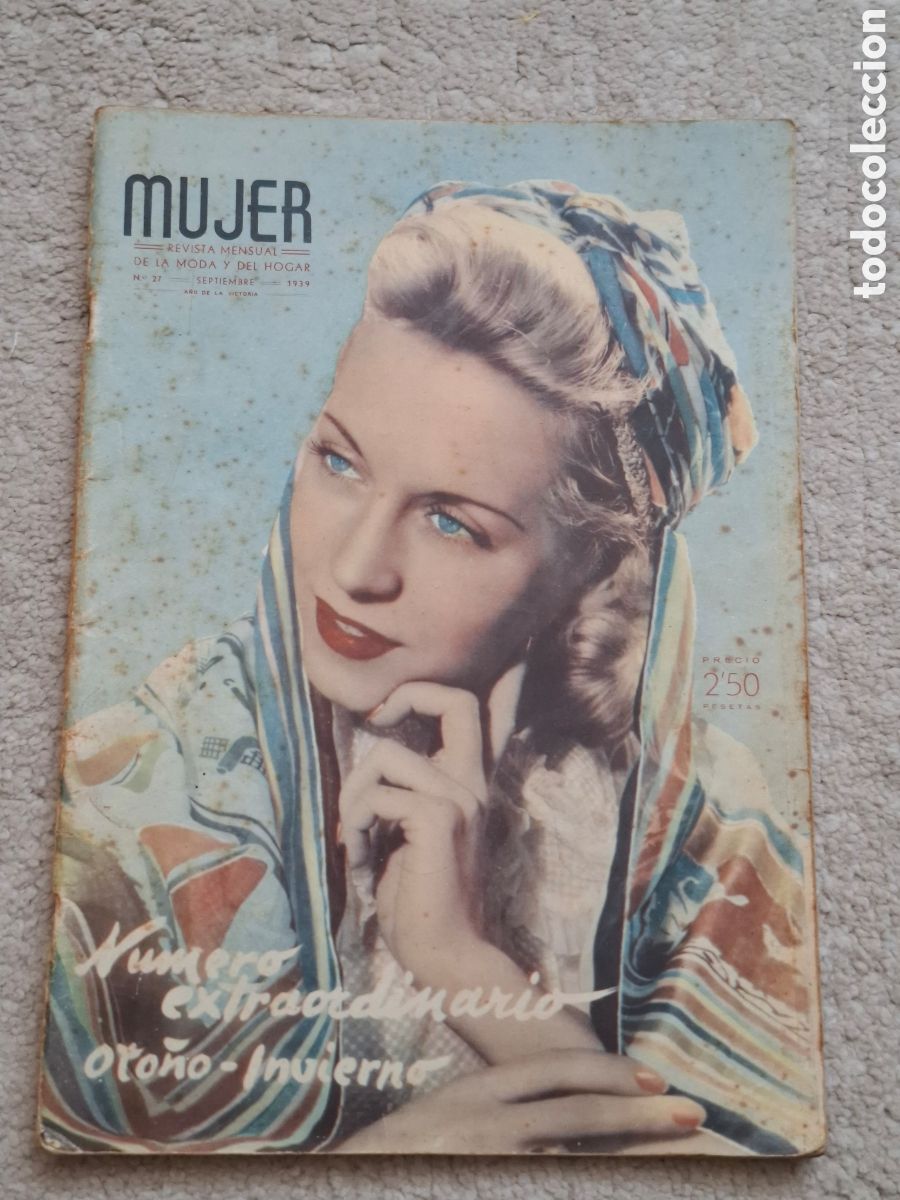 MUJER
REVISTA MENSUAL
DE LA MODA Y DEL HOGAR
N.º 27 SEPTIEMBRE 1939
AÑO DE LA VICTORIA
PRECIO
2'50
PESETAS
Numero
extraordinario
otoño - Invierno
todocoleccion